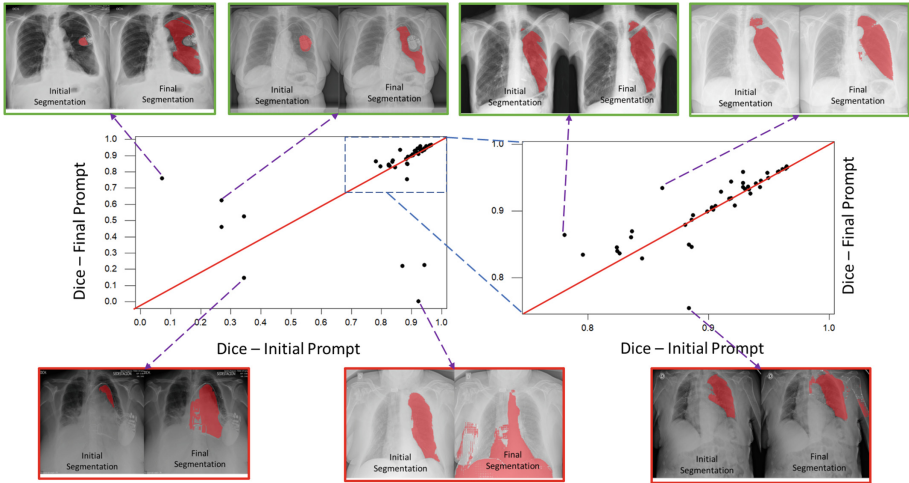 Initial
Segmentation
Final
Segmentation
Initial
Segmentation
Final
Segmentation
Initial
Segmentation
Final
Segmentation
Initial
Segmentation
Final
Segmentation
Dice – Final Prompt
1.0
0.9
0.8
0.7
0.6
0.5
0.4
0.3
0.2
0.1
0.0
0.0 0.1 0.2 0.3 0.4 0.5 0.6 0.7 0.8 0.9 1.0
Dice – Initial Prompt
1.0
0.9
0.8
0.8 0.9 1.0
Dice – Initial Prompt
Dice – Final Prompt
Initial
Segmentation
Final
Segmentation
Initial
Segmentation
Final
Segmentation
Initial
Segmentation
Final
Segmentation